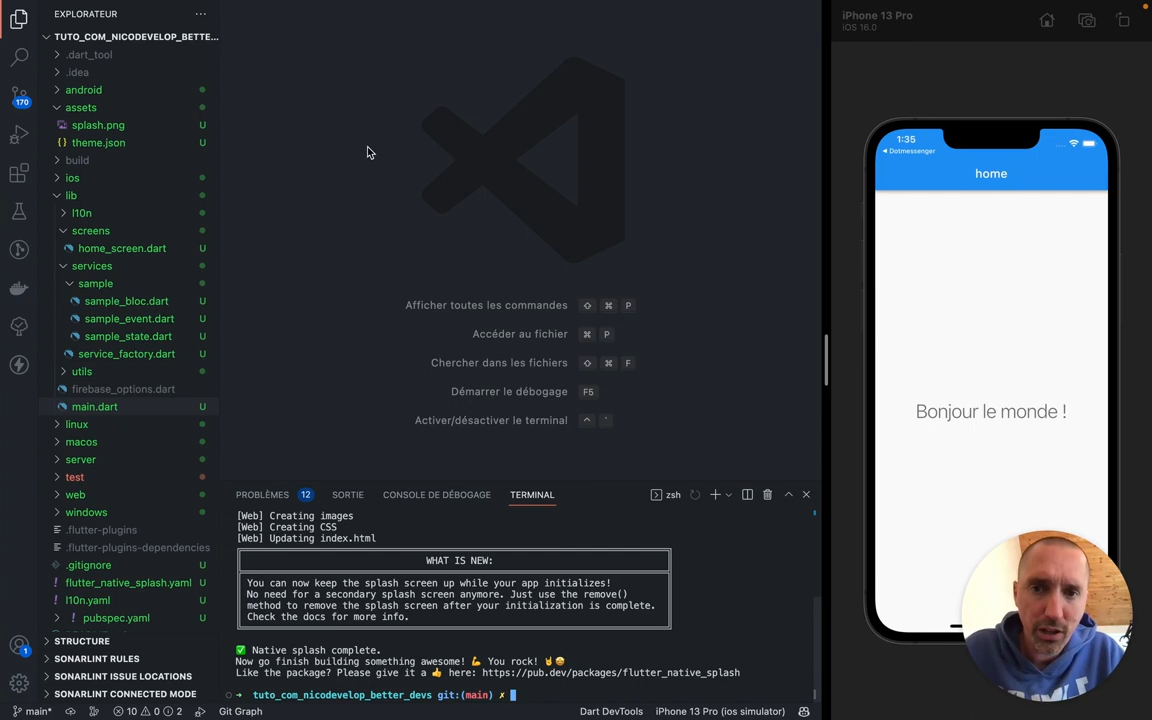 EXPLORATEUR
TUTO_COM_NICODEVELOP_BETTE...
.dart_tool
.idea
android
assets
splash.png U
theme.json U
build
ios
lib
l10n
screens
home_screen.dart U
services
sample
sample_bloc.dart U
sample_event.dart U
sample_state.dart U
service_factory.dart U
utils
firebase_options.dart
main.dart U
linux
macos
server
test
web
windows
.flutter-plugins
.flutter-plugins-dependencies
.gitignore U
flutter_native_splash.yaml U
l10n.yaml U
pubspec.yaml U
STRUCTURE
SONARLINT RULES
SONARLINT ISSUE LOCATIONS
SONARLINT CONNECTED MODE
170
1
Afficher toutes les commandes ⇧ ⌘ P
Accéder au fichier ⌘ P
Chercher dans les fichiers ⇧ ⌘ F
Démarrer le débogage F5
Activer/désactiver le terminal ^ `
PROBLÈMES 12 SORTIE CONSOLE DE DÉBOGAGE TERMINAL zsh
[Web] Creating images
[Web] Creating CSS
[Web] Updating index.html
WHAT IS NEW:
You can now keep the splash screen up while your app initializes!
No need for a secondary splash screen anymore. Just use the remove()
method to remove the splash screen after your initialization is complete.
Check the docs for more info.
✅ Native splash complete.
Now go finish building something awesome! 💪 You rock! 🤘🤩
Like the package? Please give it a 👍 here: https://pub.dev/packages/flutter_native_splash
→ tuto_com_nicodevelop_better_devs git:(main) ✗
main* 10 0 2 Git Graph Dart DevTools iPhone 13 Pro (ios simulator)
iPhone 13 Pro
iOS 16.0
1:35
Dotmessenger
home
Bonjour le monde !